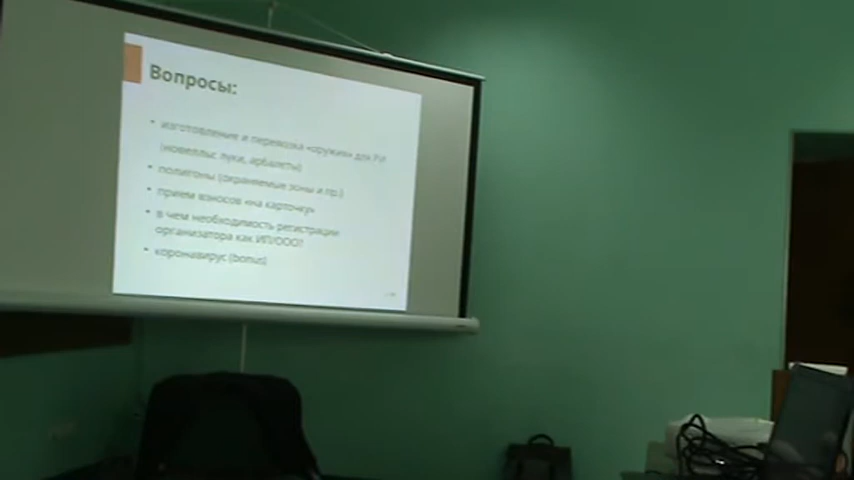 Вопросы:
изготовление и перевозка «оружия» для РИ
(новеллы: луки, арбалеты)
полигоны (охраняемые зоны и пр.)
прием взносов «на карточку»
в чем необходимость регистрации
организатора как ИП/ООО?
коронавирус (bonus)